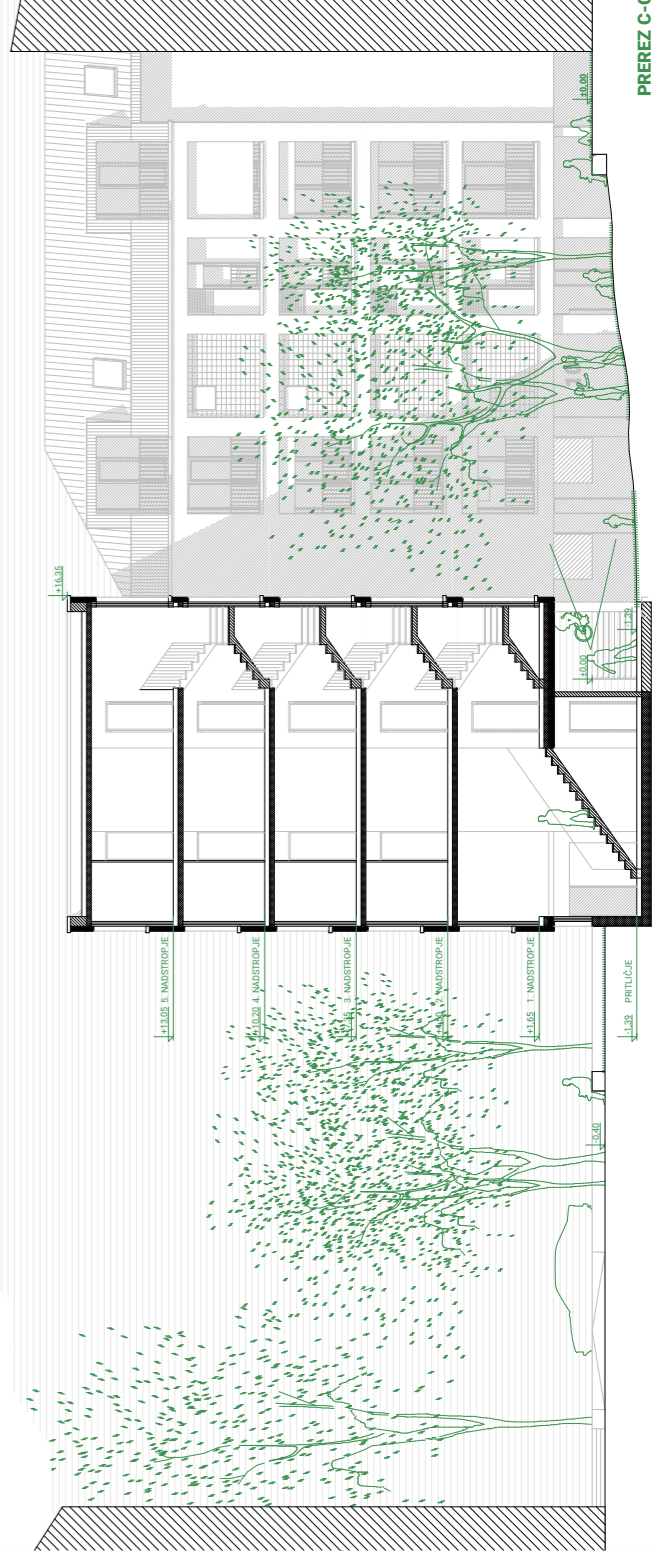 +16.35
+13.05 5. NADSTROPJE
+10.20 4. NADSTROPJE
3. NADSTROPJE
2. NADSTROPJE
+1.65 1. NADSTROPJE
-1.39 PRITLIČJE
-0.40
±0.00
-1.39
±0.00
PREREZ C-C